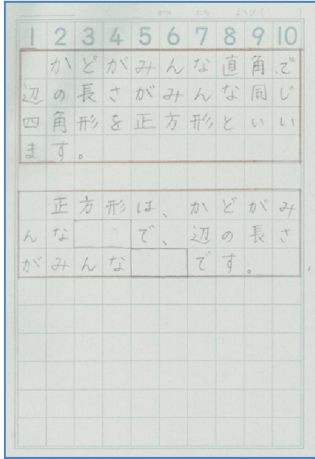 1 2 3 4 5 6 7 8 9 10
かどがみんな直角で
辺の長さがみんな同じ
四角形を正方形といい
ます。
正方形は、かどがみ
んな で、辺の長さ
がみんな です。